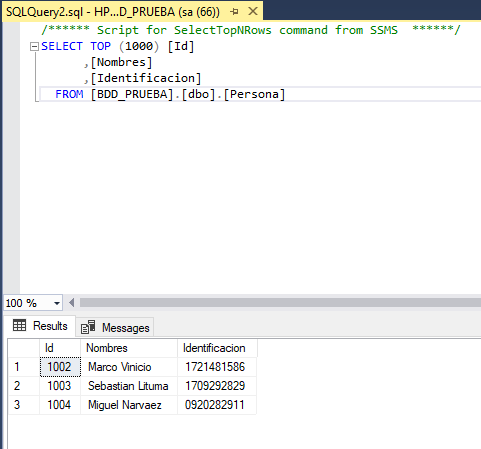 SQLQuery2.sql - HP...D_PRUEBA (sa (66))
/****** Script for SelectTopNRows command from SSMS  ******/
SELECT TOP (1000) [Id]
      ,[Nombres]
      ,[Identificacion]
  FROM [BDD_PRUEBA].[dbo].[Persona]
100 %
Results Messages
Id Nombres Identificacion
1 1002 Marco Vinicio 1721481586
2 1003 Sebastian Lituma 1709292829
3 1004 Miguel Narvaez 0920282911